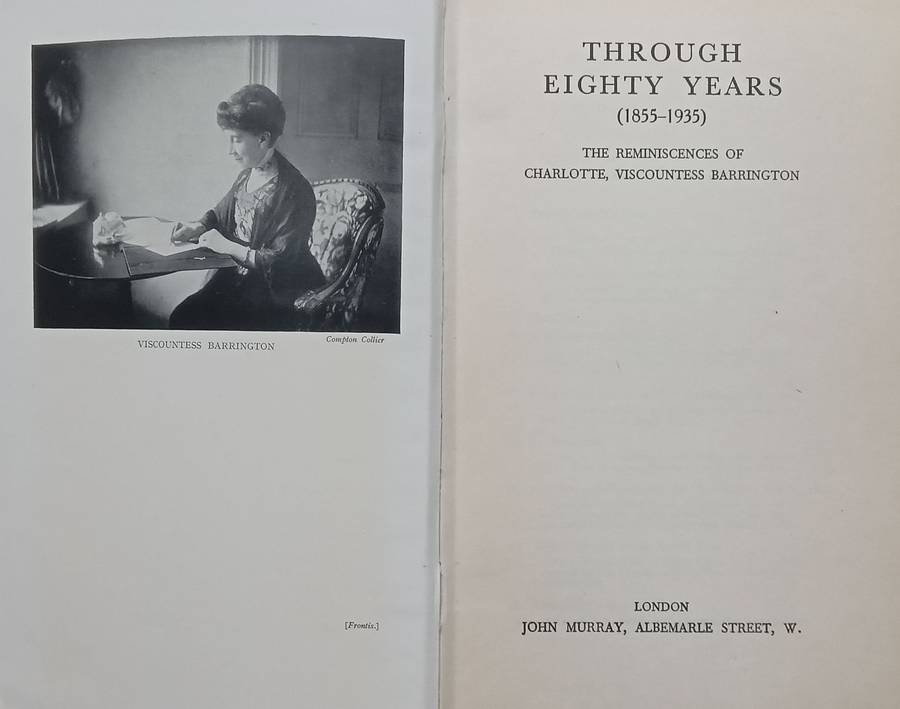 Compton Collier
VISCOUNTESS BARRINGTON
[Frontis.]
THROUGH
EIGHTY YEARS
(1855–1935)
THE REMINISCENCES OF
CHARLOTTE, VISCOUNTESS BARRINGTON
LONDON
JOHN MURRAY, ALBEMARLE STREET, W.